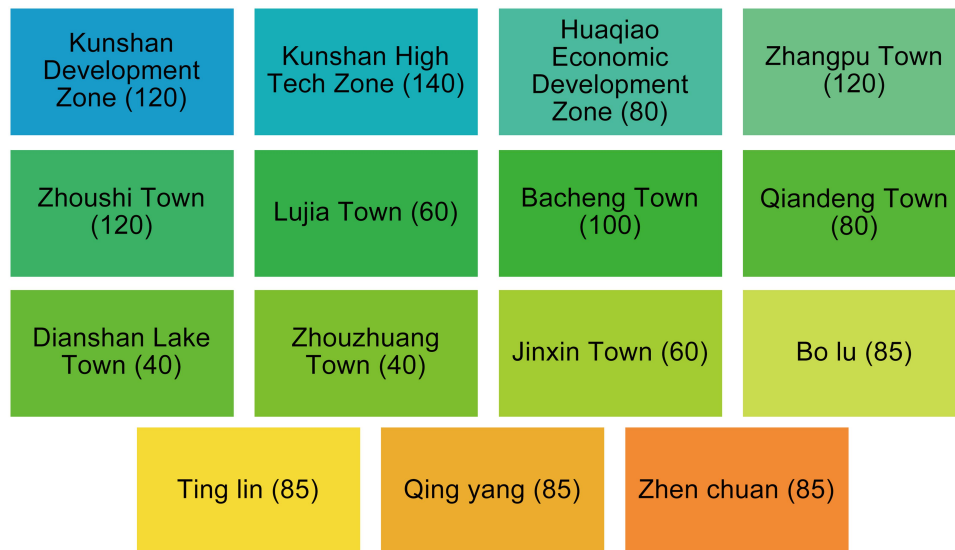 Kunshan
Development
Zone (120)
Kunshan High
Tech Zone (140)
Huaqiao
Economic
Development
Zone (80)
Zhangpu Town
(120)
Zhoushi Town
(120)
Lujia Town (60)
Bacheng Town
(100)
Qiandeng Town
(80)
Dianshan Lake
Town (40)
Zhouzhuang
Town (40)
Jinxin Town (60)
Bo lu (85)
Ting lin (85)
Qing yang (85)
Zhen chuan (85)